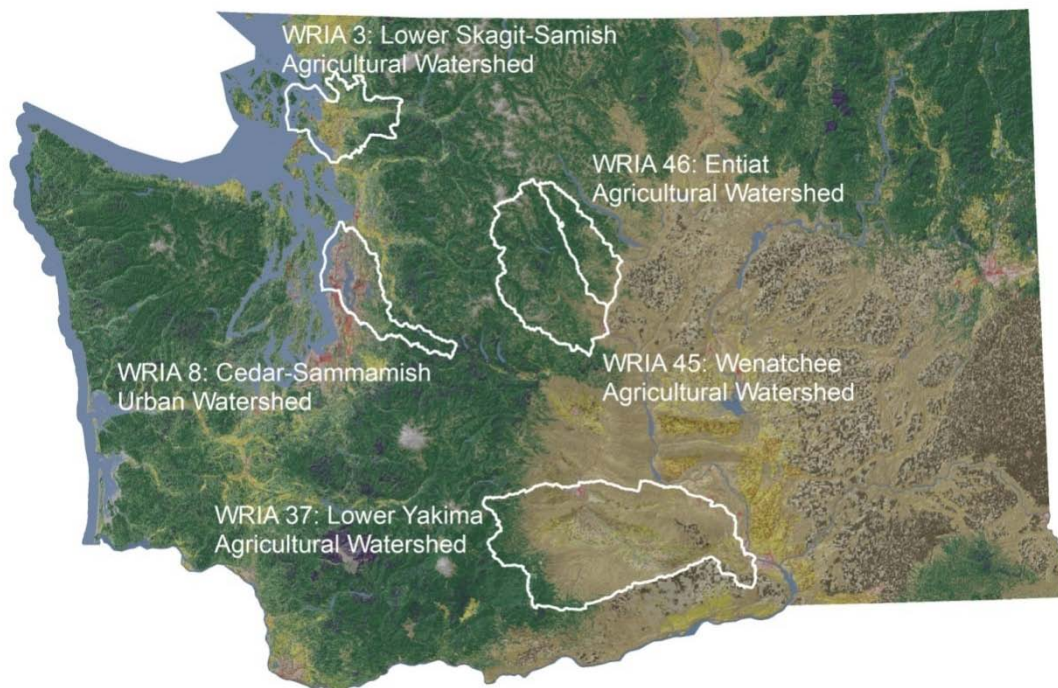 WRIA 3: Lower Skagit-Samish
Agricultural Watershed
WRIA 46: Entiat
Agricultural Watershed
WRIA 8: Cedar-Sammamish
Urban Watershed
WRIA 45: Wenatchee
Agricultural Watershed
WRIA 37: Lower Yakima
Agricultural Watershed